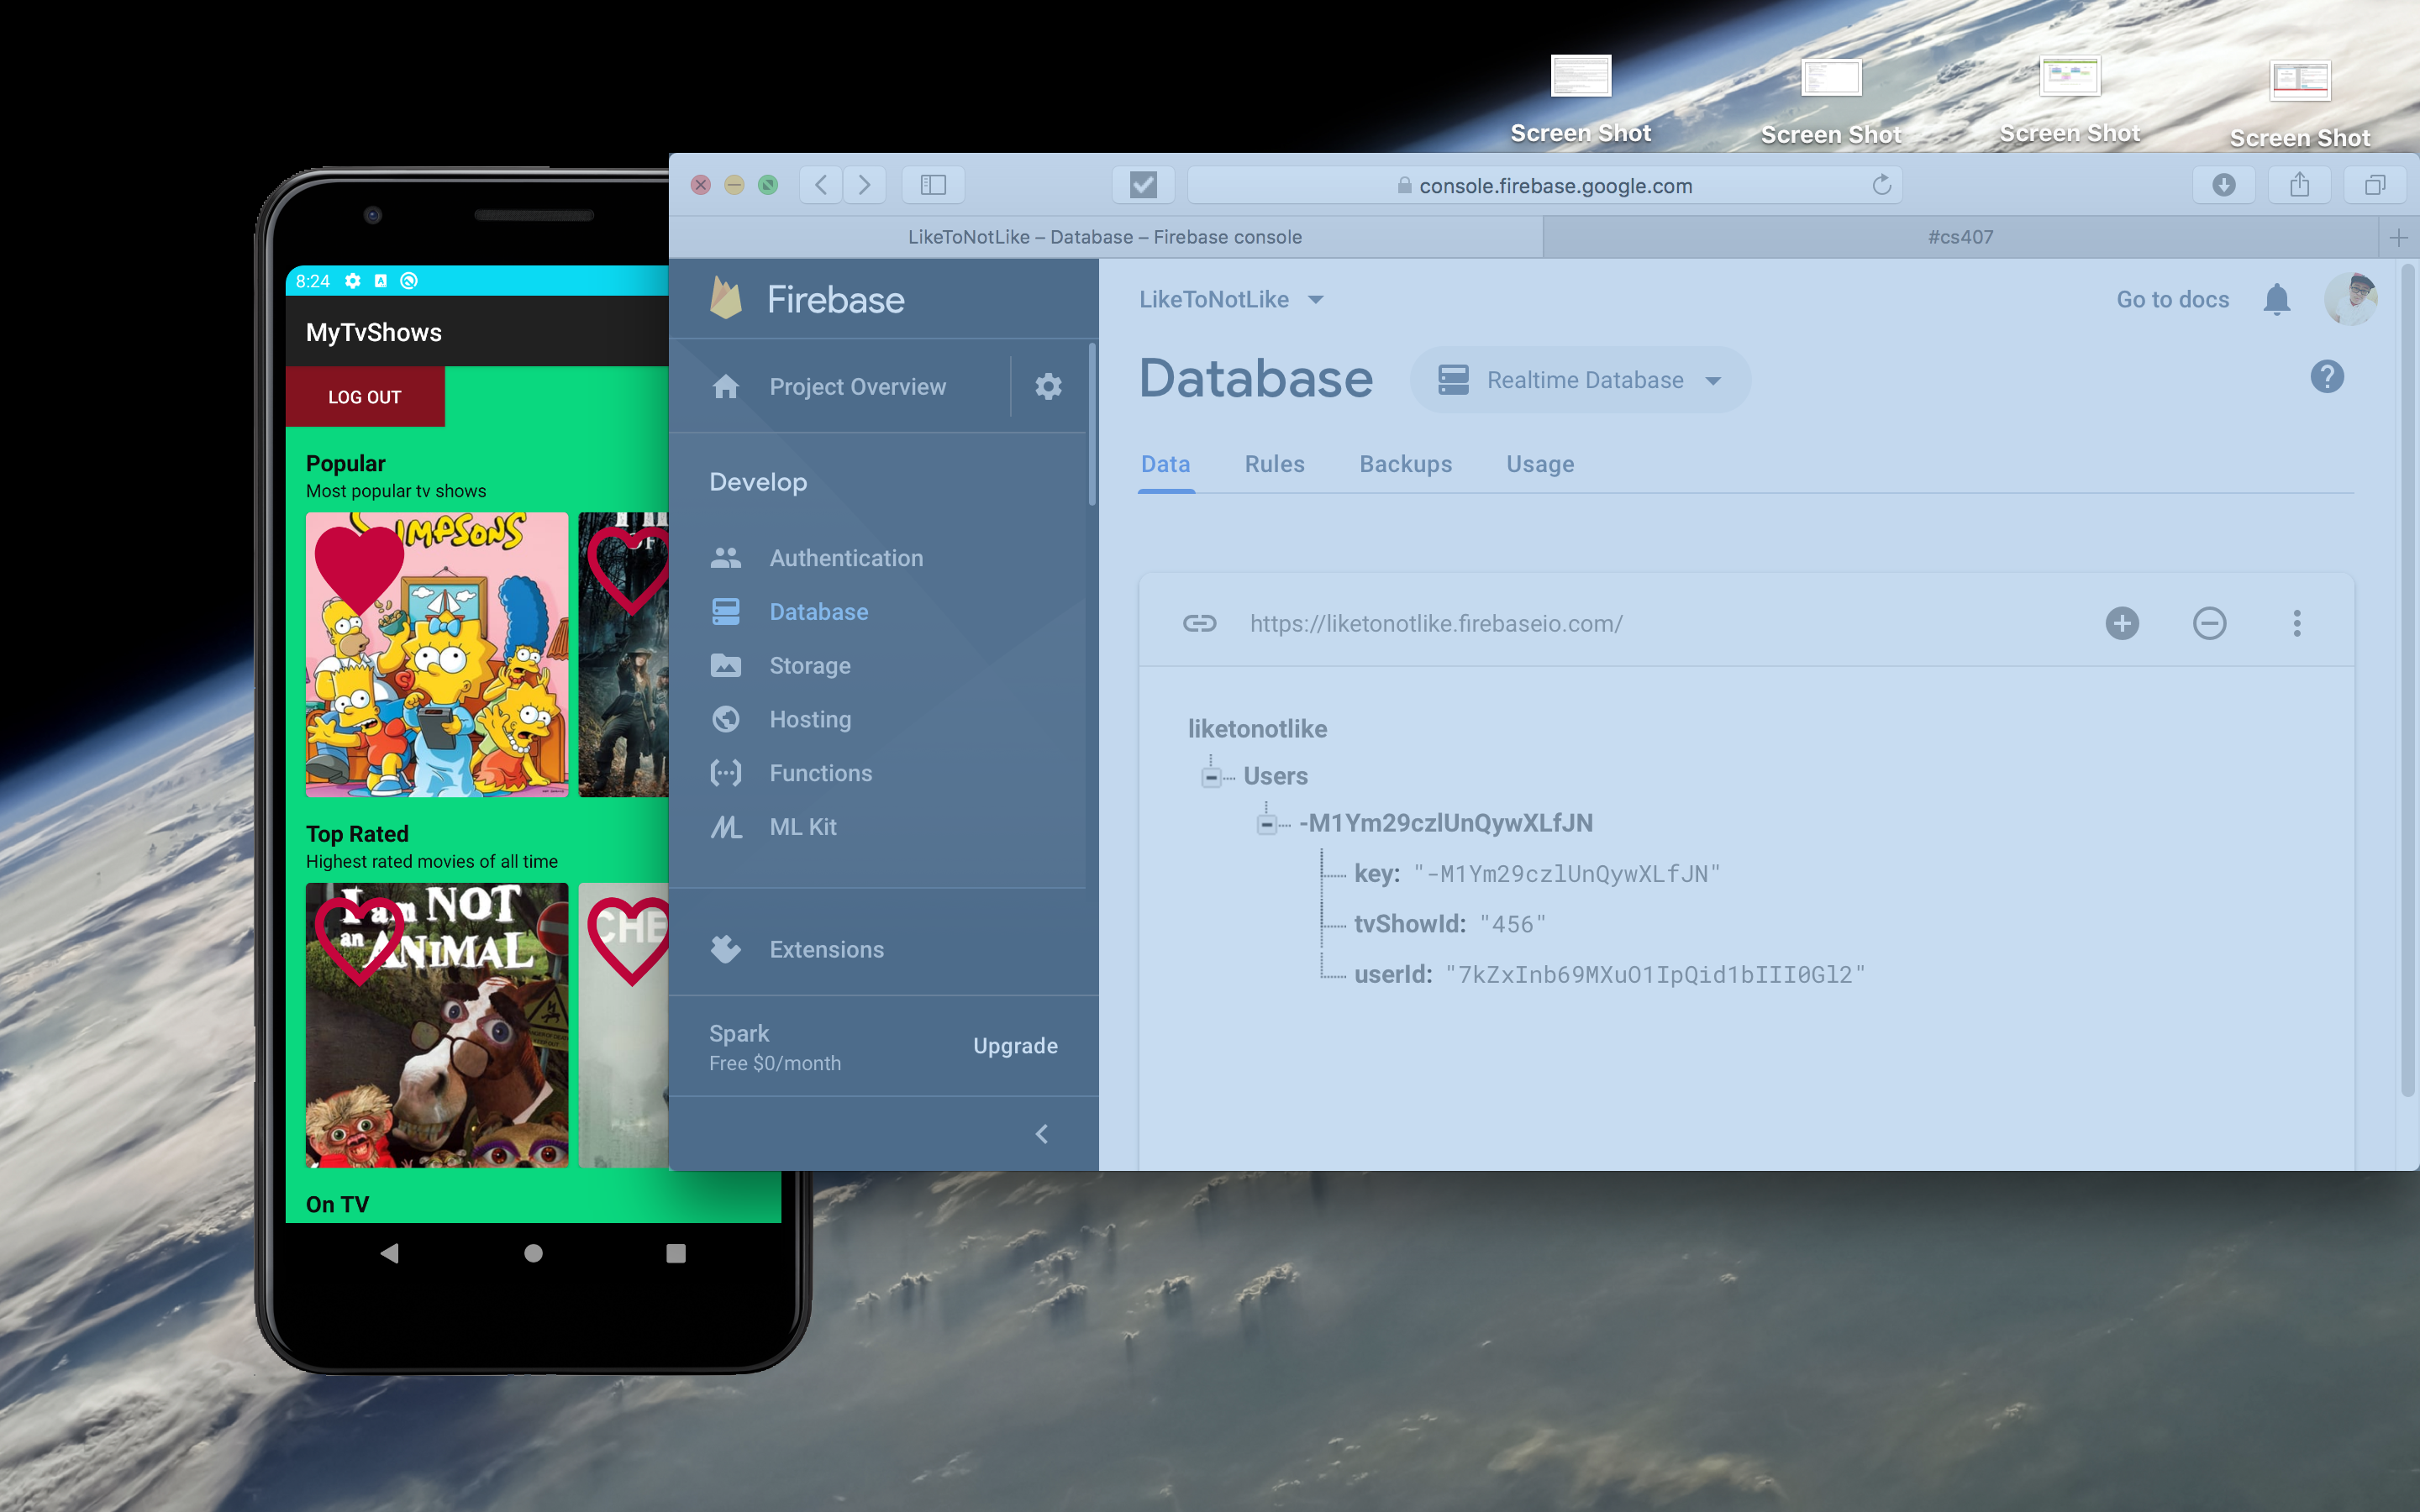 Screen Shot
Screen Shot
Screen Shot
Screen Shot
console.firebase.google.com
LikeToNotLike – Database – Firebase console
#cs407
8:24
A
MyTvShows
LOG OUT
Popular
Most popular tv shows
SIMPSONS
Top Rated
Highest rated movies of all time
I am NOT
an ANIMAL
CHE
On TV
Firebase
Project Overview
Develop
Authentication
Database
Storage
Hosting
Functions
ML Kit
Extensions
Spark
Free $0/month
Upgrade
LikeToNotLike
Go to docs
Database
Realtime Database
Data
Rules
Backups
Usage
https://liketonotlike.firebaseio.com/
liketonotlike
Users
-M1Ym29czlUnQywXLfJN
key: "-M1Ym29czlUnQywXLfJN"
tvShowId: "456"
userId: "7kZxInb69MXuO1IpQid1bIII0Gl2"